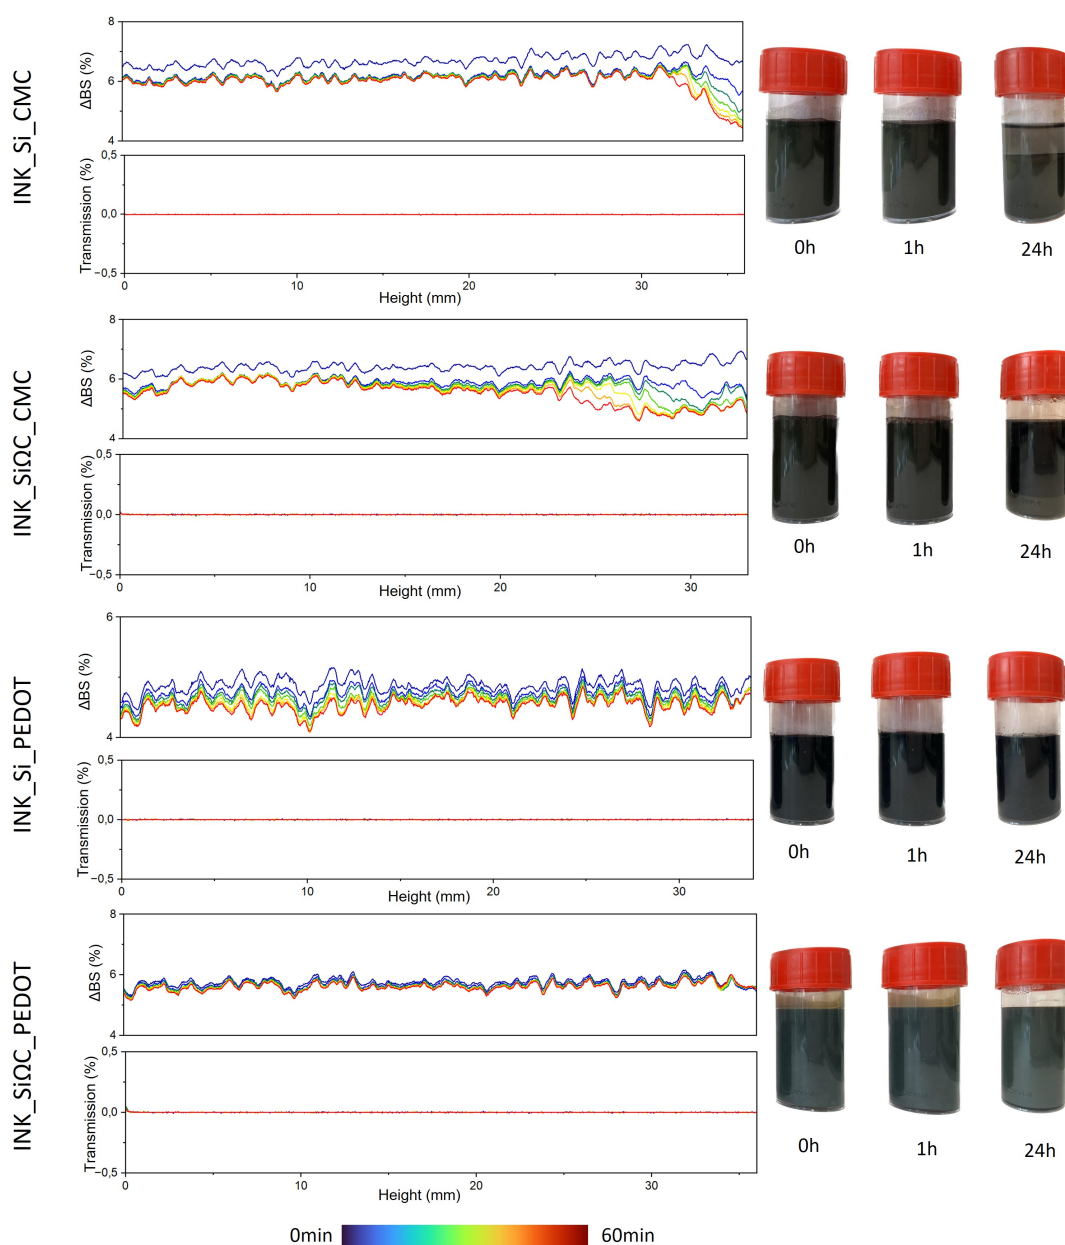 INK_Si_CMC
ΔBS (%)
8
6
4
Transmission (%)
0,5
0,0
−0,5
0
10
20
30
Height (mm)
0h
1h
24h
INK_SiΩC_CMC
ΔBS (%)
8
6
4
Transmission (%)
0,5
0,0
−0,5
0
10
20
30
Height (mm)
0h
1h
24h
INK_Si_PEDOT
ΔBS (%)
6
4
Transmission (%)
0,5
0,0
−0,5
0
10
20
30
Height (mm)
0h
1h
24h
INK_SiΩC_PEDOT
ΔBS (%)
8
6
4
Transmission (%)
0,5
0,0
−0,5
0
10
20
30
Height (mm)
0h
1h
24h
0min
60min